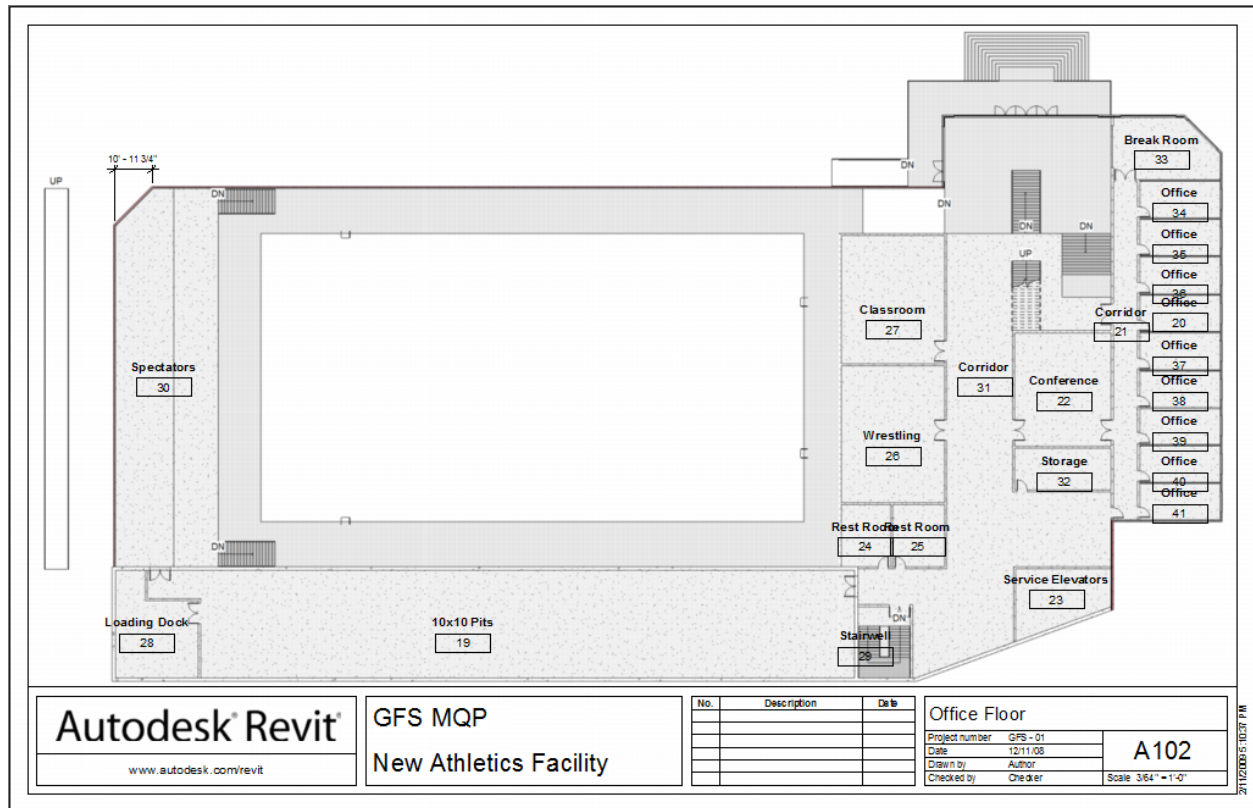 10' - 11 3/4"
UP
DN
DN
DN
DN
DN
DN
UP
DN
DN
Break Room
33
Office
34
Office
35
Office
36
Office
20
Corridor
21
Office
37
Office
38
Office
39
Office
40
Office
41
Classroom
27
Spectators
30
Corridor
31
Conference
22
Wrestling
26
Storage
32
Rest Room
24
Rest Room
25
Service Elevators
23
Loading Dock
28
10x10 Pits
19
Stairwell
29
Autodesk® Revit®
www.autodesk.com/revit
GFS MQP
New Athletics Facility
No. Description Date
Office Floor
Project number GFS - 01
Date 12/11/08
Drawn by Author
Checked by Checker
A102
Scale 3/64" = 1'-0"
2/11/2009 5:10:37 PM